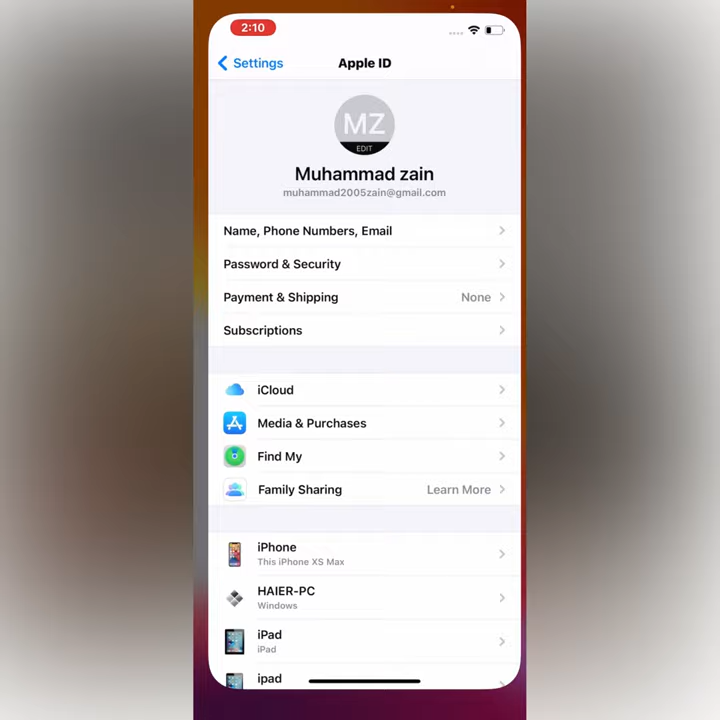 2:10
Settings
Apple ID
MZ
EDIT
Muhammad zain
muhammad2005zain@gmail.com
Name, Phone Numbers, Email
Password & Security
Payment & Shipping None
Subscriptions
iCloud
Media & Purchases
Find My
Family Sharing Learn More
iPhone
This iPhone XS Max
HAIER-PC
Windows
iPad
iPad
ipad